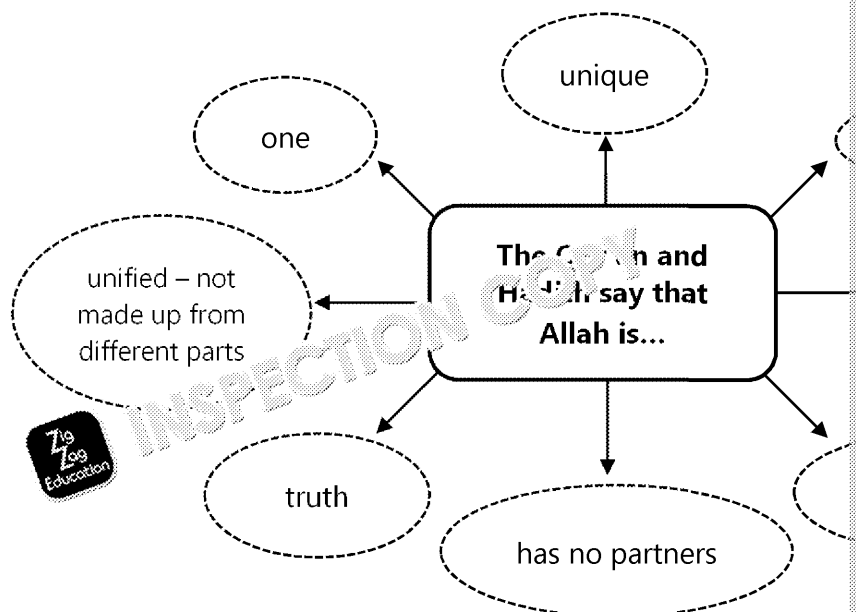 unique
one
The and
say that
Allah is...
unified – not
made up from
different parts
truth
has no partners
INSPECTION COPY
Zig
Zag
Education